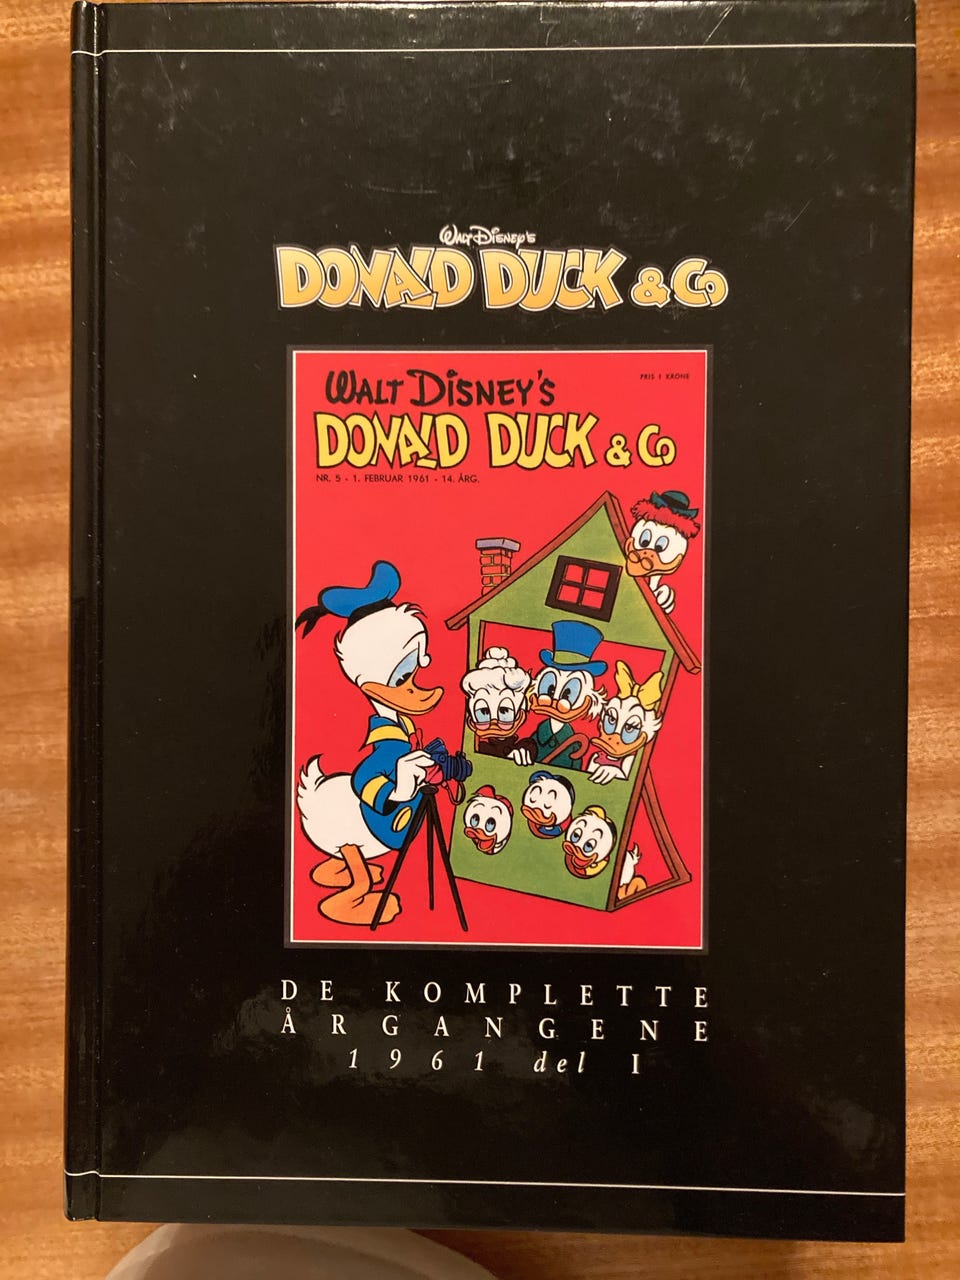 WALT DISNEY'S
DONALD DUCK & Co
WALT DISNEY'S
PRIS 1 KRONE
DONALD DUCK & Co
NR. 5 - 1. FEBRUAR 1961 - 14. ÅRG.
DE KOMPLETTE
ÅRGANGENE
1961 del I